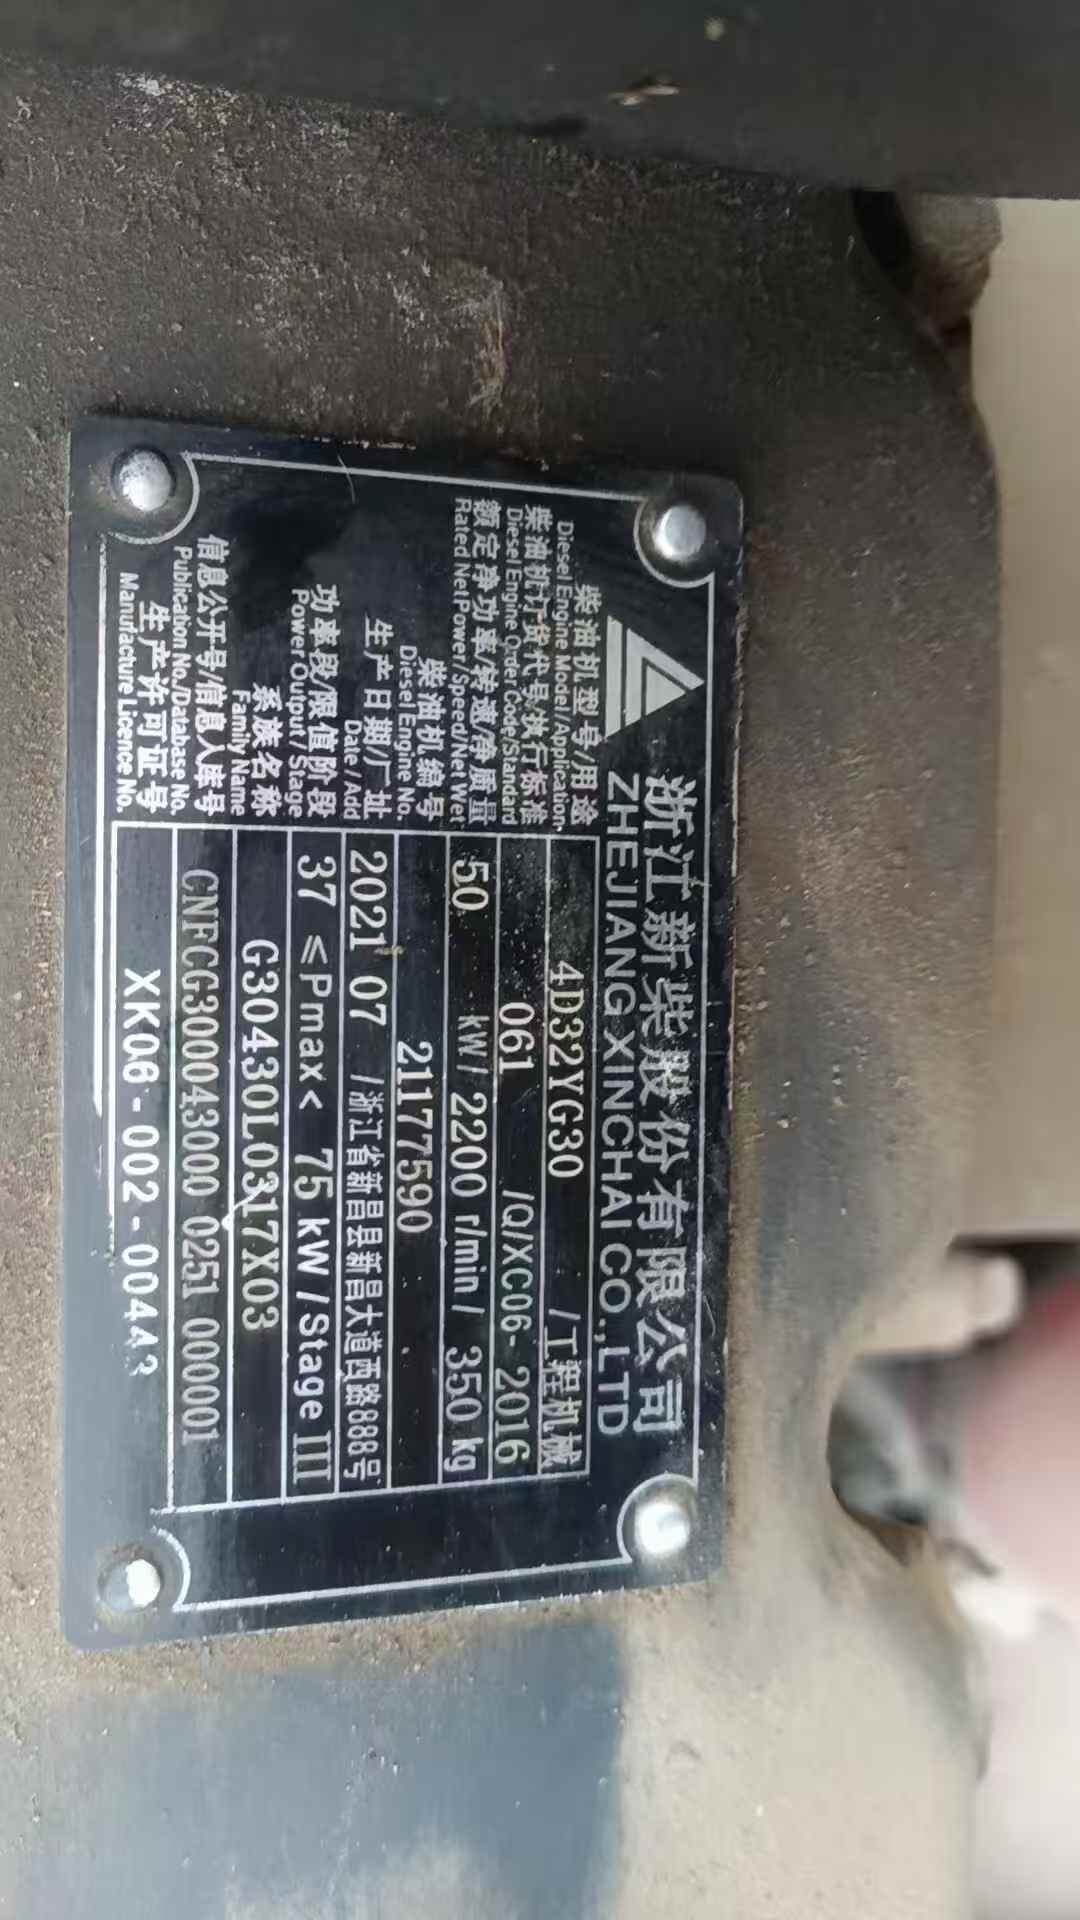 浙江新柴股份有限公司
ZHEJIANG XINCHAI CO.,LTD
柴油机型号/用途 4D32YG30 /工程机械
Diesel Engine Model/Application
柴油机订货代号/执行标准 061 /Q/XC06- 2016
Diesel Engine Order Code/Standard
额定净功率/转速/净质量 50 kW/ 2200 r/min/ 350 kg
Rated Net Power/Speed/Net Wet
柴油机编号 21177590
Diesel Engine No.
生产日期/厂址 2021 07 /浙江省新昌县新昌大道西路888号
Date/Add
功率段/限值阶段 37 ≤Pmax< 75 kW/Stage III
Power Output/Stage
系族名称 G30430L0317X03
Family Name
信息公开号/信息入库号 CNFCG300043000 0251 000001
Publication No./Database No.
生产许可证号 XK06-002-00443
Manufacture Licence No.